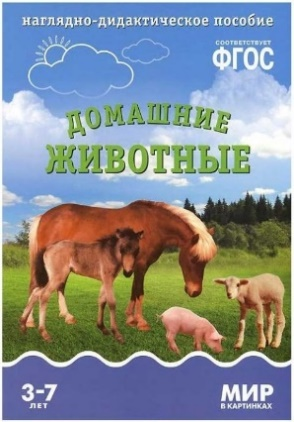 НАГЛЯДНО-ДИДАКТИЧЕСКОЕ ПОСОБИЕ
СООТВЕТСТВУЕТ
ФГОС
ДОМАШНИЕ
ЖИВОТНЫЕ
3-7
ЛЕТ
МИР
В КАРТИНКАХ